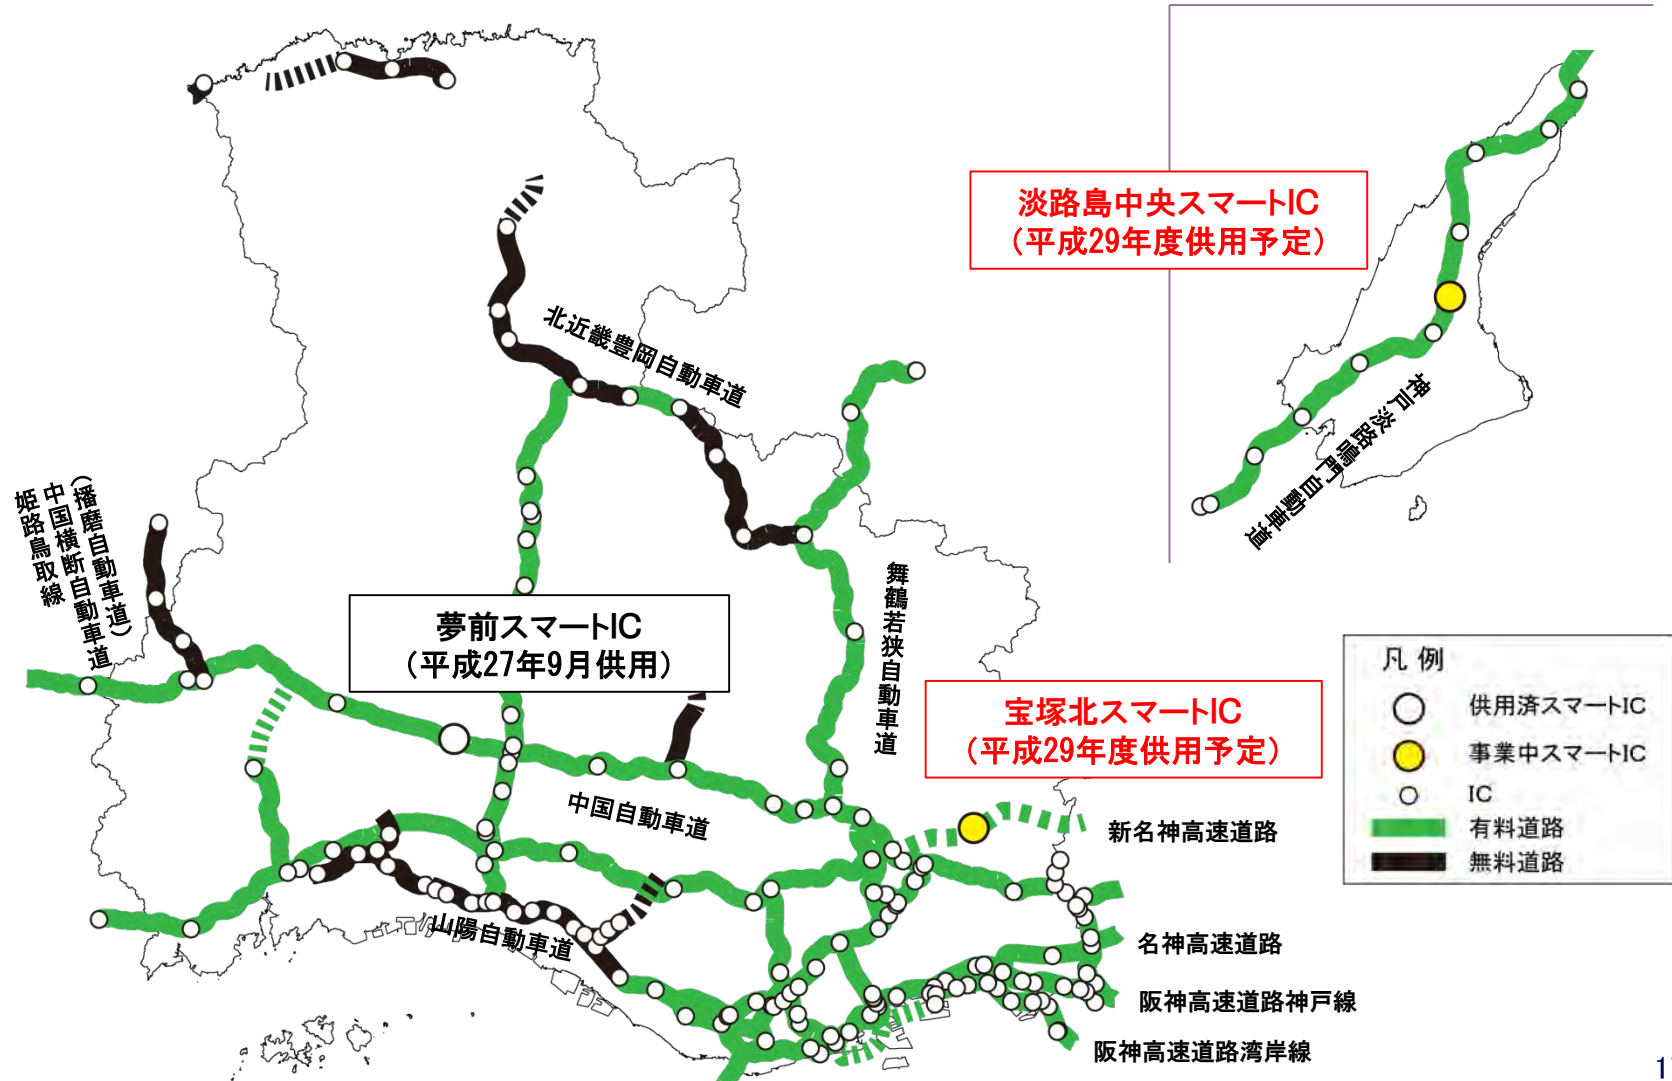 淡路島中央スマートIC
（平成29年度供用予定）
北近畿豊岡自動車道
神戸淡路鳴門自動車道
（播磨自動車道）
中国横断自動車道
姫路鳥取線
夢前スマートIC
（平成27年9月供用）
舞鶴若狭自動車道
宝塚北スマートIC
（平成29年度供用予定）
中国自動車道
新名神高速道路
山陽自動車道
名神高速道路
阪神高速道路神戸線
阪神高速道路湾岸線
凡 例
供用済スマートIC
事業中スマートIC
IC
有料道路
無料道路